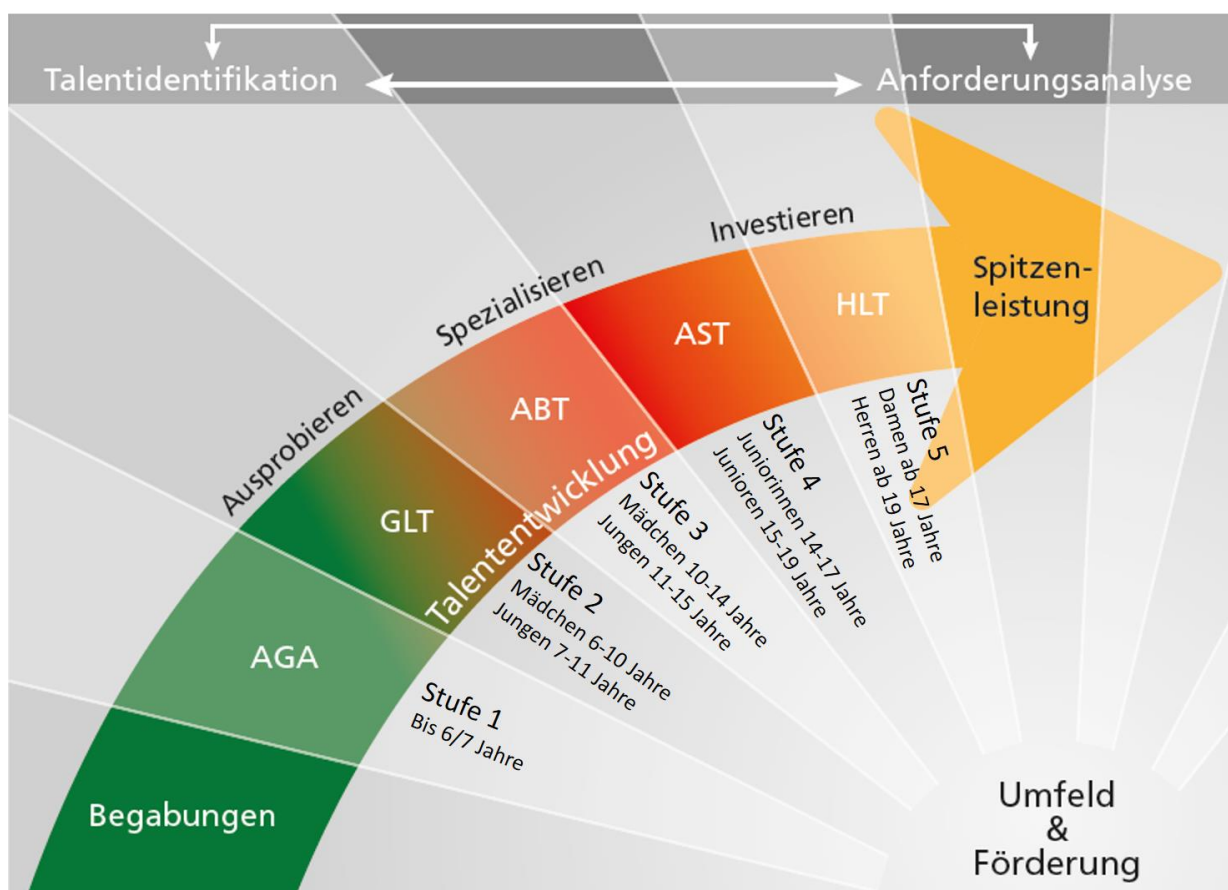 Talentidentifikation
Anforderungsanalyse
Investieren
Spitzen-
leistung
Spezialisieren
HLT
AST
Ausprobieren
ABT
GLT
Talententwicklung
AGA
Begabungen
Stufe 1
Bis 6/7 Jahre
Stufe 2
Mädchen 6-10 Jahre
Jungen 7-11 Jahre
Stufe 3
Mädchen 10-14 Jahre
Jungen 11-15 Jahre
Stufe 4
Juniorinnen 14-17 Jahre
Junioren 15-19 Jahre
Stufe 5
Damen ab 17 Jahre
Herren ab 19 Jahre
Umfeld
&
Förderung